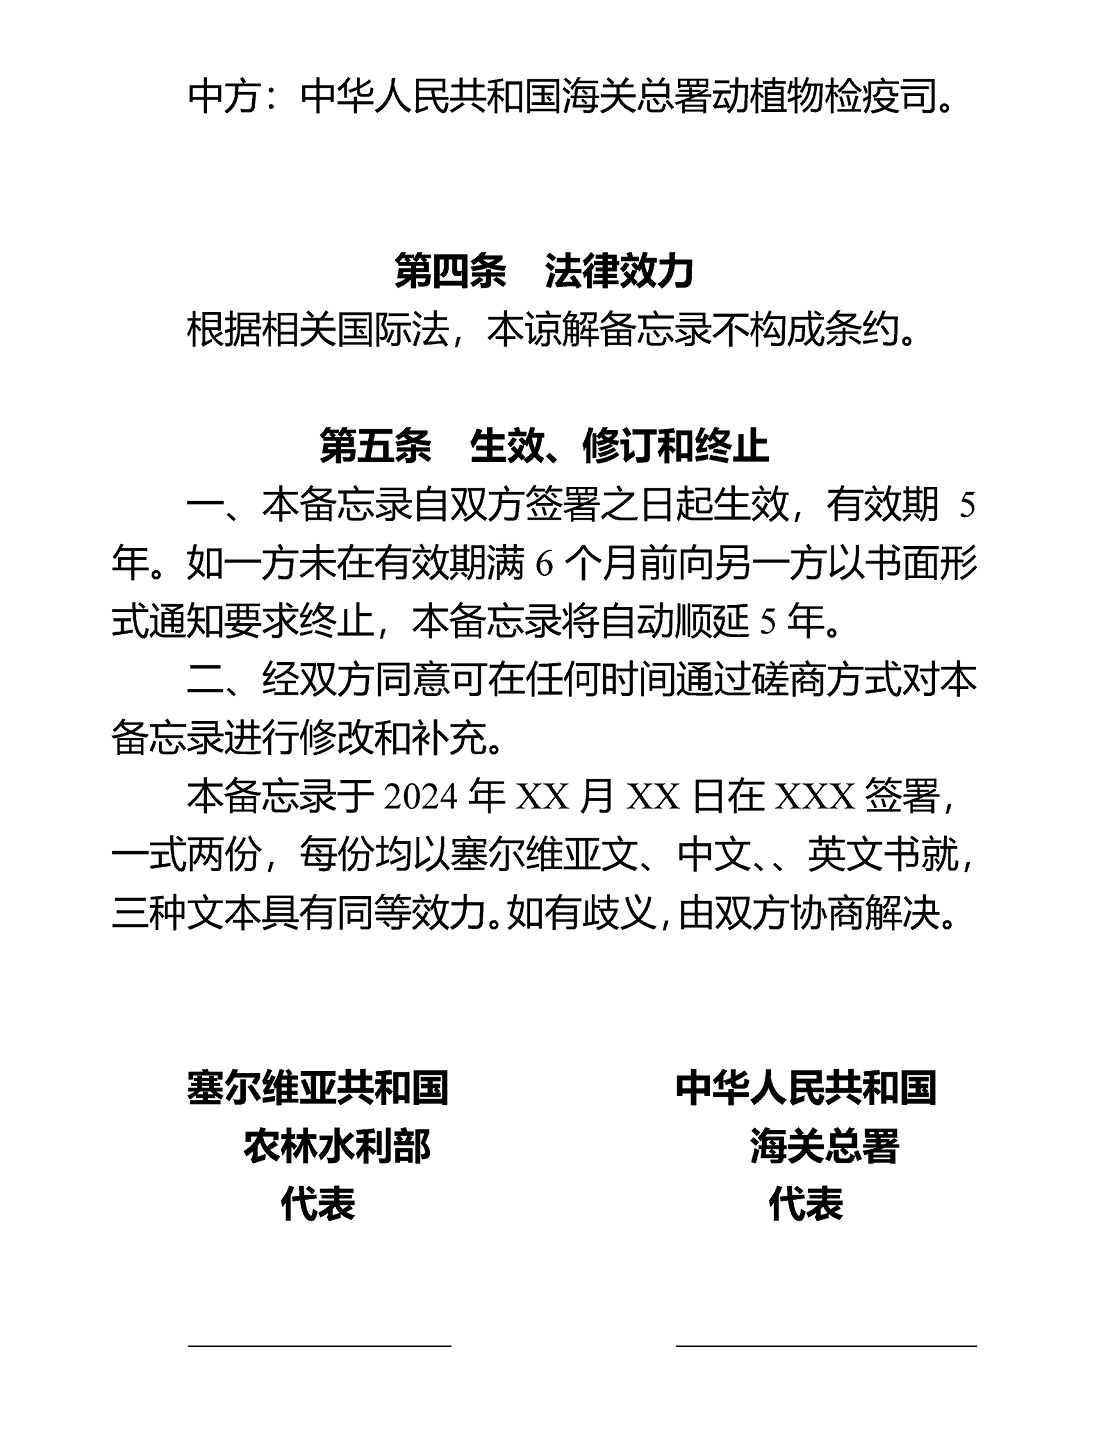 中方：中华人民共和国海关总署动植物检疫司。
第四条　法律效力
根据相关国际法，本谅解备忘录不构成条约。
第五条　生效、修订和终止
一、本备忘录自双方签署之日起生效，有效期 5
年。如一方未在有效期满 6 个月前向另一方以书面形
式通知要求终止，本备忘录将自动顺延 5 年。
二、经双方同意可在任何时间通过磋商方式对本
备忘录进行修改和补充。
本备忘录于 2024 年 XX 月 XX 日在 XXX 签署，
一式两份，每份均以塞尔维亚文、中文、、英文书就，
三种文本具有同等效力。如有歧义，由双方协商解决。
塞尔维亚共和国
农林水利部
代表
中华人民共和国
海关总署
代表